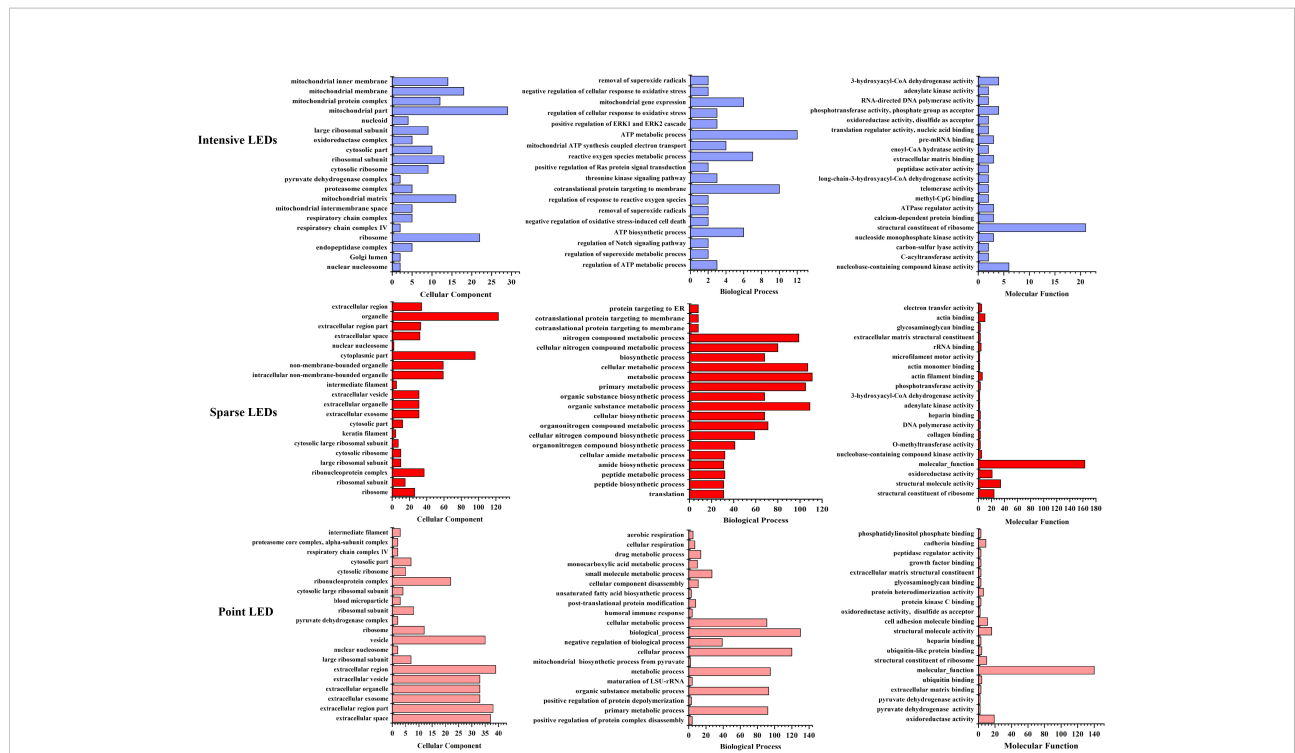 Intensive LEDs
mitochondrial inner membrane
mitochondrial membrane
mitochondrial protein complex
mitochondrial part
nucleoid
large ribosomal subunit
oxidoreductase complex
cytosolic part
ribosomal subunit
cytosolic ribosome
pyruvate dehydrogenase complex
proteasome complex
mitochondrial matrix
mitochondrial intermembrane space
respiratory chain complex
respiratory chain complex IV
ribosome
endopeptidase complex
Golgi lumen
nuclear nucleosome
0 5 10 15 20 25 30
Cellular Component
removal of superoxide radicals
negative regulation of cellular response to oxidative stress
mitochondrial gene expression
regulation of cellular response to oxidative stress
positive regulation of ERK1 and ERK2 cascade
ATP metabolic process
mitochondrial ATP synthesis coupled electron transport
reactive oxygen species metabolic process
positive regulation of Ras protein signal transduction
threonine kinase signaling pathway
cotranslational protein targeting to membrane
regulation of response to reactive oxygen species
removal of superoxide radicals
negative regulation of oxidative stress-induced cell death
ATP biosynthetic process
regulation of Notch signaling pathway
regulation of superoxide metabolic process
regulation of ATP metabolic process
0 2 4 6 8 10 12
Biological Process
3-hydroxyacyl-CoA dehydrogenase activity
adenylate kinase activity
RNA-directed DNA polymerase activity
phosphotransferase activity, phosphate group as acceptor
oxidoreductase activity, disulfide as acceptor
translation regulator activity, nucleic acid binding
pre-mRNA binding
enoyl-CoA hydratase activity
extracellular matrix binding
peptidase activator activity
long-chain-3-hydroxyacyl-CoA dehydrogenase activity
telomerase activity
methyl-CpG binding
ATPase regulator activity
calcium-dependent protein binding
structural constituent of ribosome
nucleoside monophosphate kinase activity
carbon-sulfur lyase activity
C-acyltransferase activity
nucleobase-containing compound kinase activity
0 5 10 15 20
Molecular Function
Sparse LEDs
extracellular region
organelle
extracellular region part
extracellular space
nuclear nucleosome
cytoplasmic part
non-membrane-bounded organelle
intracellular non-membrane-bounded organelle
intermediate filament
extracellular vesicle
extracellular organelle
extracellular exosome
cytosolic part
keratin filament
cytosolic large ribosomal subunit
cytosolic ribosome
large ribosomal subunit
ribonucleoprotein complex
ribosomal subunit
ribosome
0 20 40 60 80 100 120
Cellular Component
protein targeting to ER
cotranslational protein targeting to membrane
cotranslational protein targeting to membrane
nitrogen compound metabolic process
cellular nitrogen compound metabolic process
biosynthetic process
cellular metabolic process
metabolic process
primary metabolic process
organic substance biosynthetic process
organic substance metabolic process
cellular biosynthetic process
organonitrogen compound metabolic process
cellular nitrogen compound biosynthetic process
organonitrogen compound biosynthetic process
cellular amide metabolic process
amide biosynthetic process
peptide metabolic process
peptide biosynthetic process
translation
0 20 40 60 80 100 120
Biological Process
electron transfer activity
actin binding
glycosaminoglycan binding
extracellular matrix structural constituent
rRNA binding
microfilament motor activity
actin monomer binding
actin filament binding
phosphotransferase activity
3-hydroxyacyl-CoA dehydrogenase activity
adenylate kinase activity
heparin binding
DNA polymerase activity
collagen binding
O-methyltransferase activity
nucleobase-containing compound kinase activity
molecular_function
oxidoreductase activity
structural molecule activity
structural constituent of ribosome
0 20 40 60 80 100 120 140 160 180
Molecular Function
Point LED
intermediate filament
proteasome core complex, alpha-subunit complex
respiratory chain complex IV
cytosolic part
cytosolic ribosome
ribonucleoprotein complex
cytosolic large ribosomal subunit
blood microparticle
ribosomal subunit
pyruvate dehydrogenase complex
ribosome
vesicle
nuclear nucleosome
large ribosomal subunit
extracellular region
extracellular vesicle
extracellular organelle
extracellular exosome
extracellular region part
extracellular space
0 5 10 15 20 25 30 35 40
Cellular Component
aerobic respiration
cellular respiration
drug metabolic process
monocarboxylic acid metabolic process
small molecule metabolic process
cellular component disassembly
unsaturated fatty acid biosynthetic process
post-translational protein modification
humoral immune response
cellular metabolic process
biological_process
negative regulation of biological process
cellular process
mitochondrial biosynthetic process from pyruvate
metabolic process
maturation of LSU-rRNA
organic substance metabolic process
positive regulation of protein depolymerization
primary metabolic process
positive regulation of protein complex disassembly
0 20 40 60 80 100 120 140
Biological Process
phosphatidylinositol phosphate binding
cadherin binding
peptidase regulator activity
growth factor binding
extracellular matrix structural constituent
glycosaminoglycan binding
protein heterodimerization activity
protein kinase C binding
oxidoreductase activity, disulfide as acceptor
cell adhesion molecule binding
structural molecule activity
heparin binding
ubiquitin-like protein binding
structural constituent of ribosome
molecular_function
ubiquitin binding
extracellular matrix binding
pyruvate dehydrogenase activity
pyruvate dehydrogenase activity
oxidoreductase activity
0 20 40 60 80 100 120 140
Molecular Function